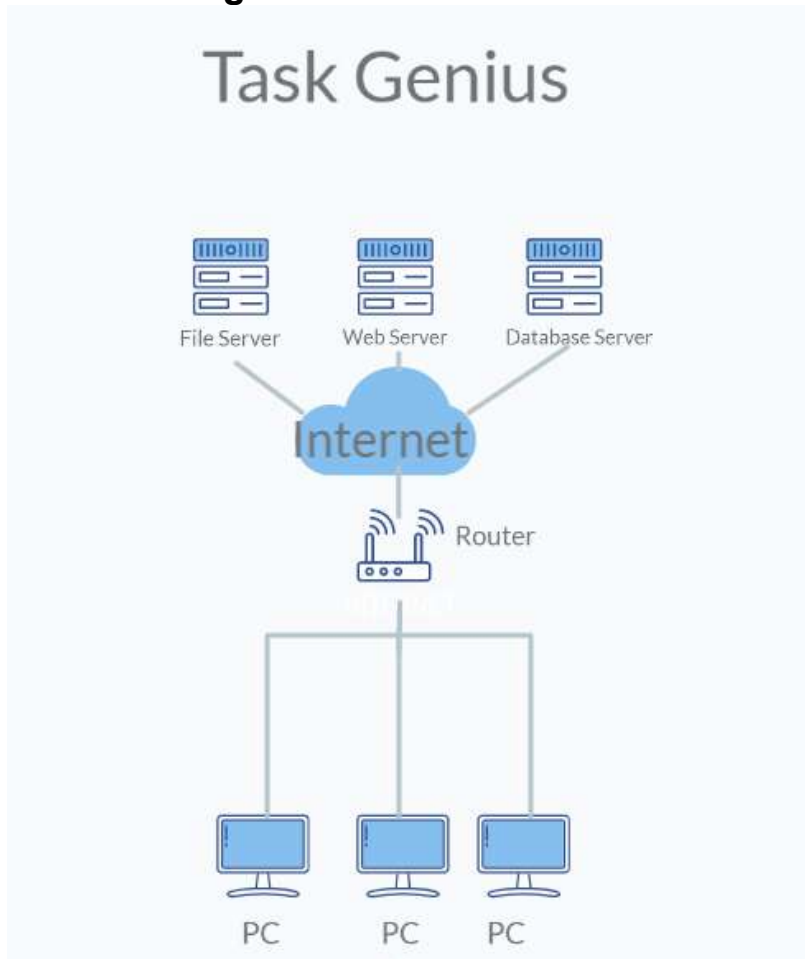 Task Genius
File Server
Web Server
Database Server
Internet
Router
PC
PC
PC